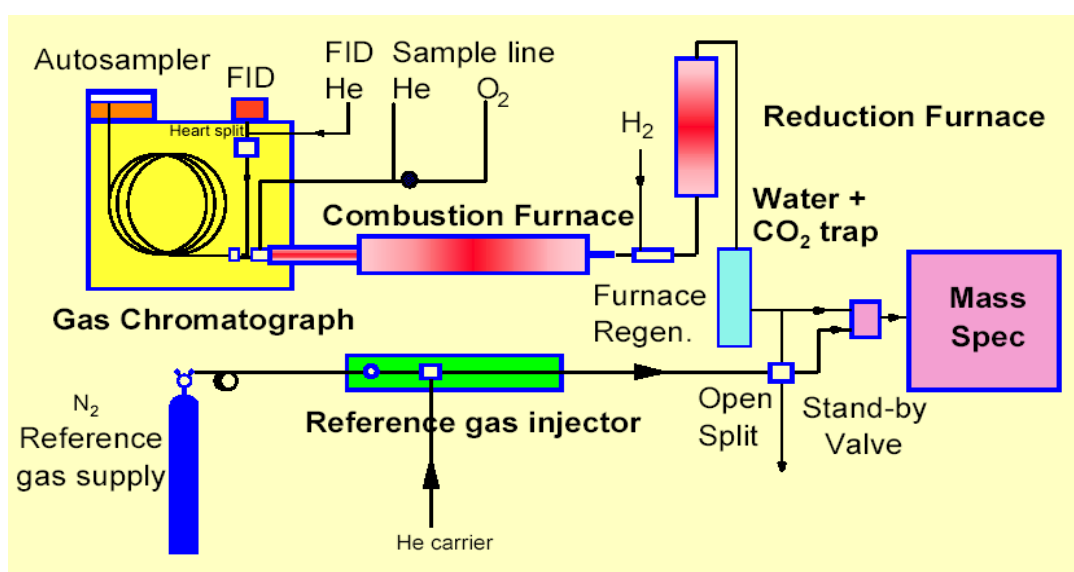 Autosampler
FID
FID
He
Sample line
He
O2
Heart split
H2
Reduction Furnace
Combustion Furnace
Water +
CO2 trap
Furnace
Regen.
Gas Chromatograph
Mass
Spec
N2
Reference
gas supply
Reference gas injector
Open
Split
Stand-by
Valve
He carrier